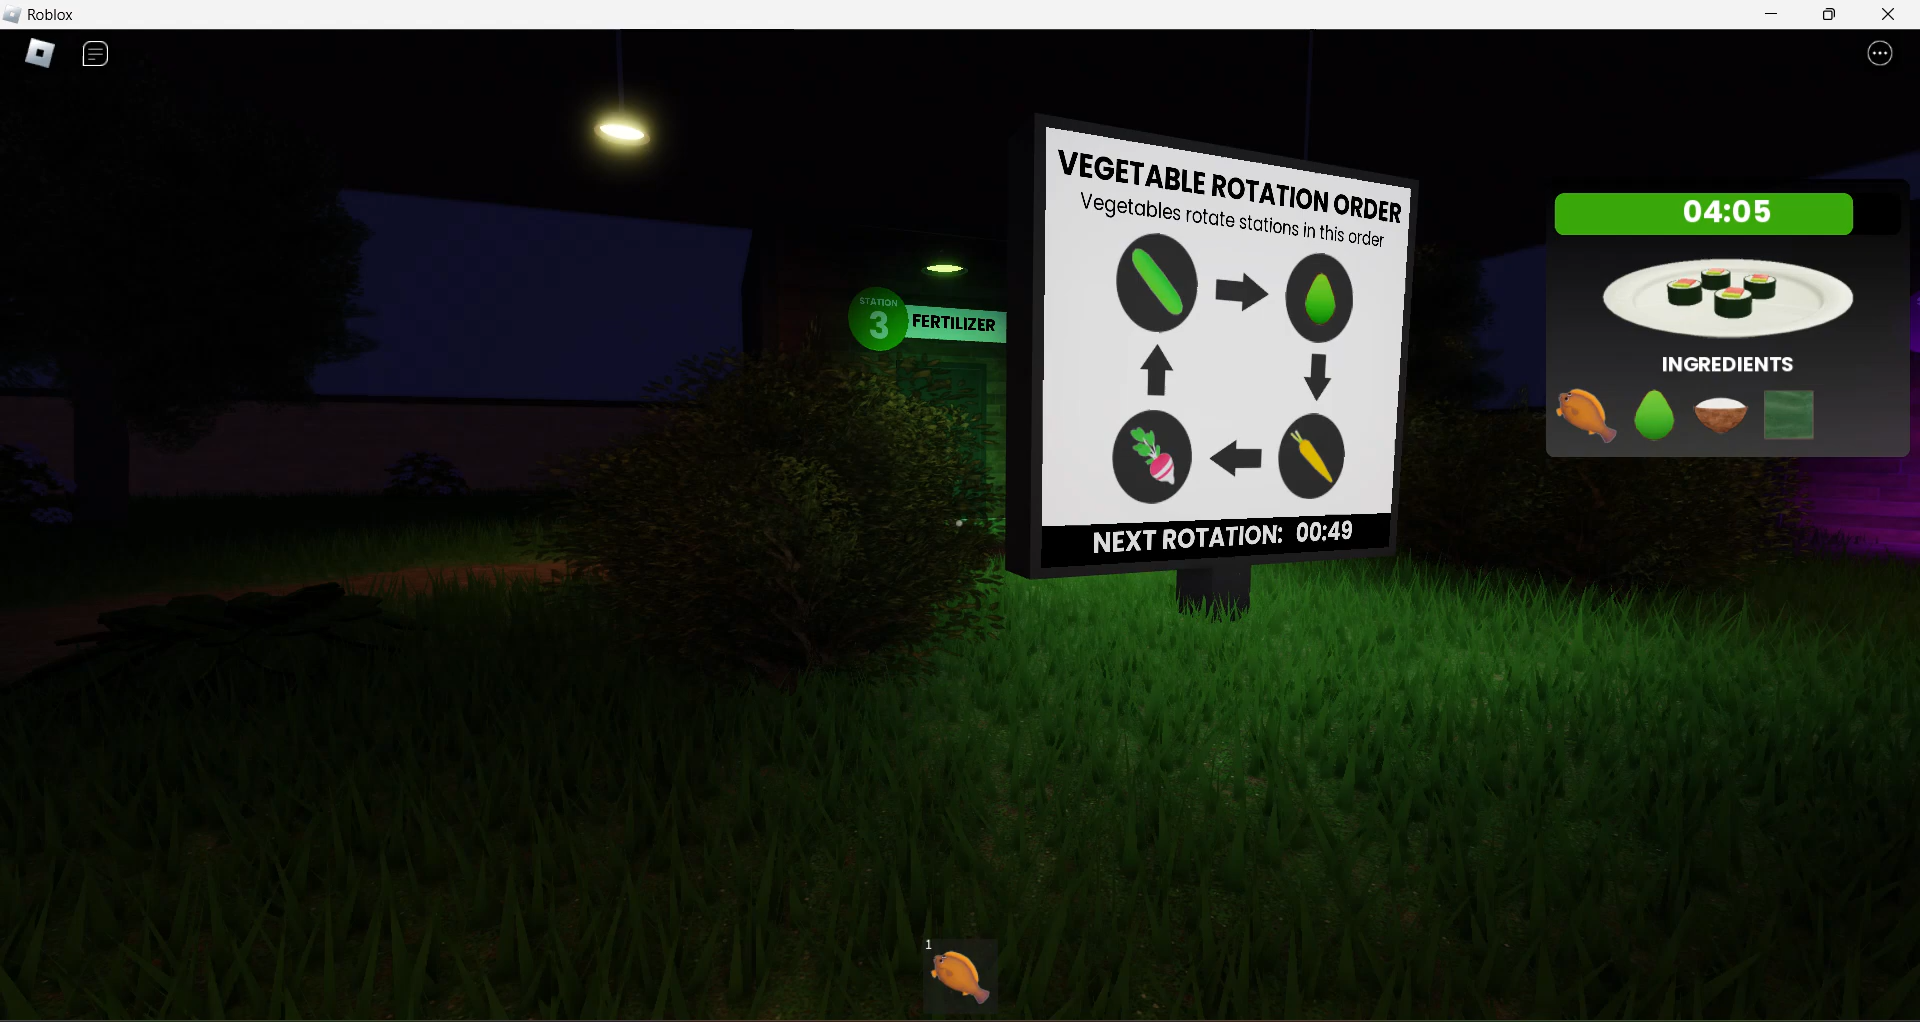 Roblox
VEGETABLE ROTATION ORDER
Vegetables rotate stations in this order
NEXT ROTATION: 00:49
STATION
3
FERTILIZER
04:05
INGREDIENTS
1